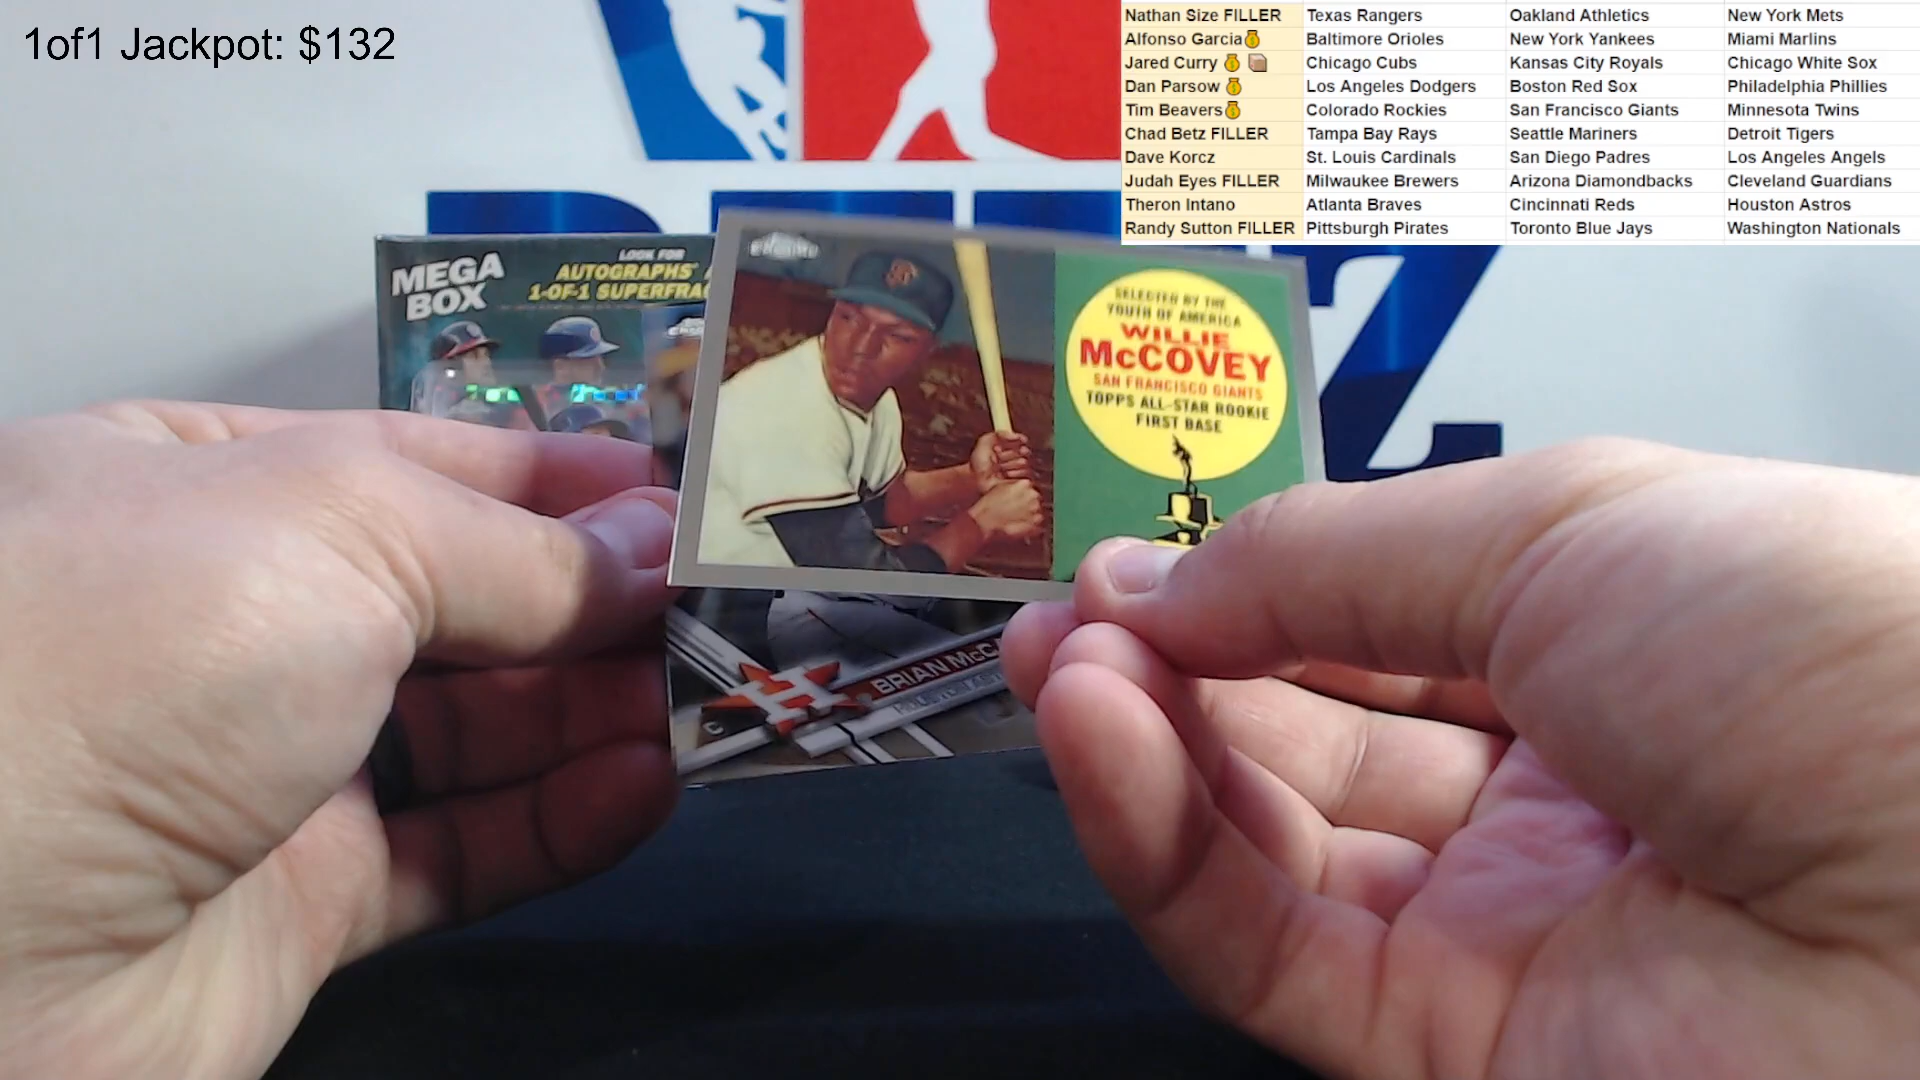 1of1 Jackpot: $132
Nathan Size FILLER Texas Rangers Oakland Athletics New York Mets
Alfonso Garcia Baltimore Orioles New York Yankees Miami Marlins
Jared Curry Chicago Cubs Kansas City Royals Chicago White Sox
Dan Parsow Los Angeles Dodgers Boston Red Sox Philadelphia Phillies
Tim Beavers Colorado Rockies San Francisco Giants Minnesota Twins
Chad Betz FILLER Tampa Bay Rays Seattle Mariners Detroit Tigers
Dave Korcz St. Louis Cardinals San Diego Padres Los Angeles Angels
Judah Eyes FILLER Milwaukee Brewers Arizona Diamondbacks Cleveland Guardians
Theron Intano Atlanta Braves Cincinnati Reds Houston Astros
Randy Sutton FILLER Pittsburgh Pirates Toronto Blue Jays Washington Nationals
MEGA
BOX
LOOK FOR
AUTOGRAPHS
1-OF-1 SUPERFRA
CHROME
SELECTED BY THE
YOUTH OF AMERICA
WILLIE
McCOVEY
SAN FRANCISCO GIANTS
TOPPS ALL-STAR ROOKIE
FIRST BASE
H
BRIAN McC
C